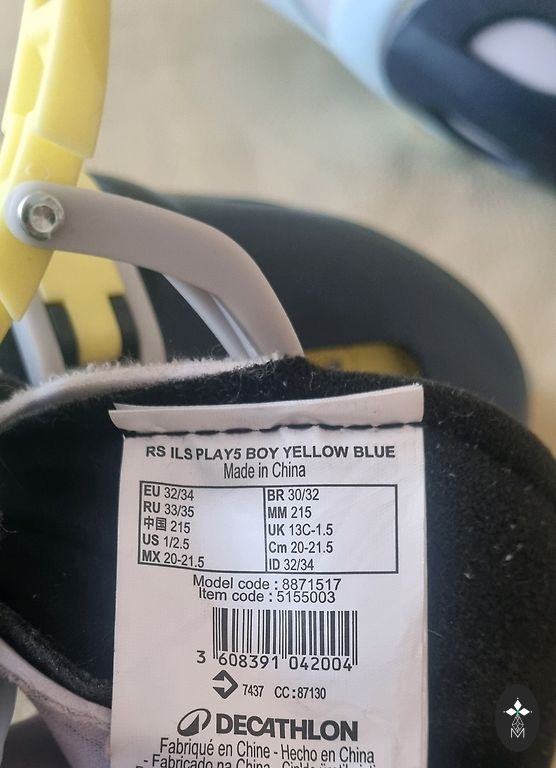 RS ILS PLAY5 BOY YELLOW BLUE
Made in China
EU 32/34 BR 30/32
RU 33/35 MM 215
中国 215 UK 13C-1.5
US 1/2.5 Cm 20-21.5
MX 20-21.5 ID 32/34
Model code : 8871517
Item code : 5155003
3 608391 042004
7437 CC:87130
DECATHLON
Fabriqué en Chine - Hecho en China
- Fabricado na China -
M